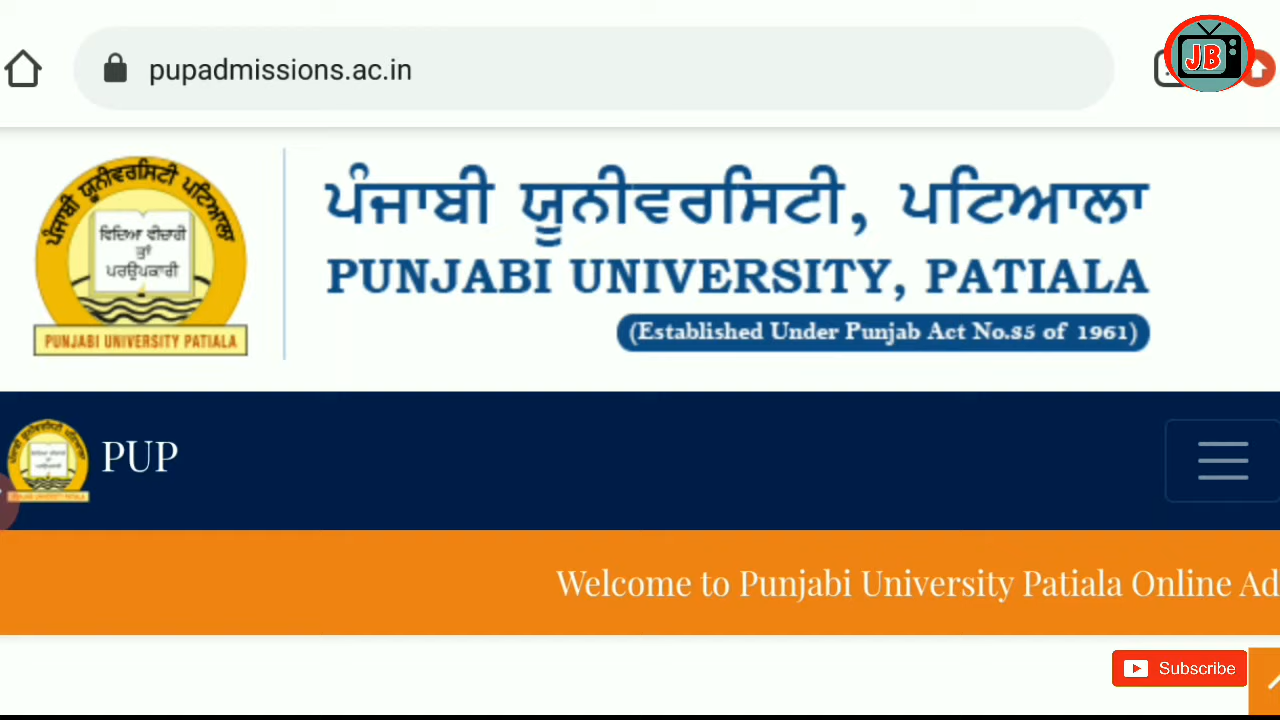 pupadmissions.ac.in
JB
ਪੰਜਾਬੀ ਯੂਨੀਵਰਸਿਟੀ ਪਟਿਆਲਾ
ਵਿਦਿਆ ਵੀਚਾਰੀ
ਤਾਂ
ਪਰਉਪਕਾਰੀ
PUNJABI UNIVERSITY PATIALA
ਪੰਜਾਬੀ ਯੂਨੀਵਰਸਿਟੀ, ਪਟਿਆਲਾ
PUNJABI UNIVERSITY, PATIALA
(Established Under Punjab Act No.35 of 1961)
PUP
Welcome to Punjabi University Patiala Online Ad
Subscribe